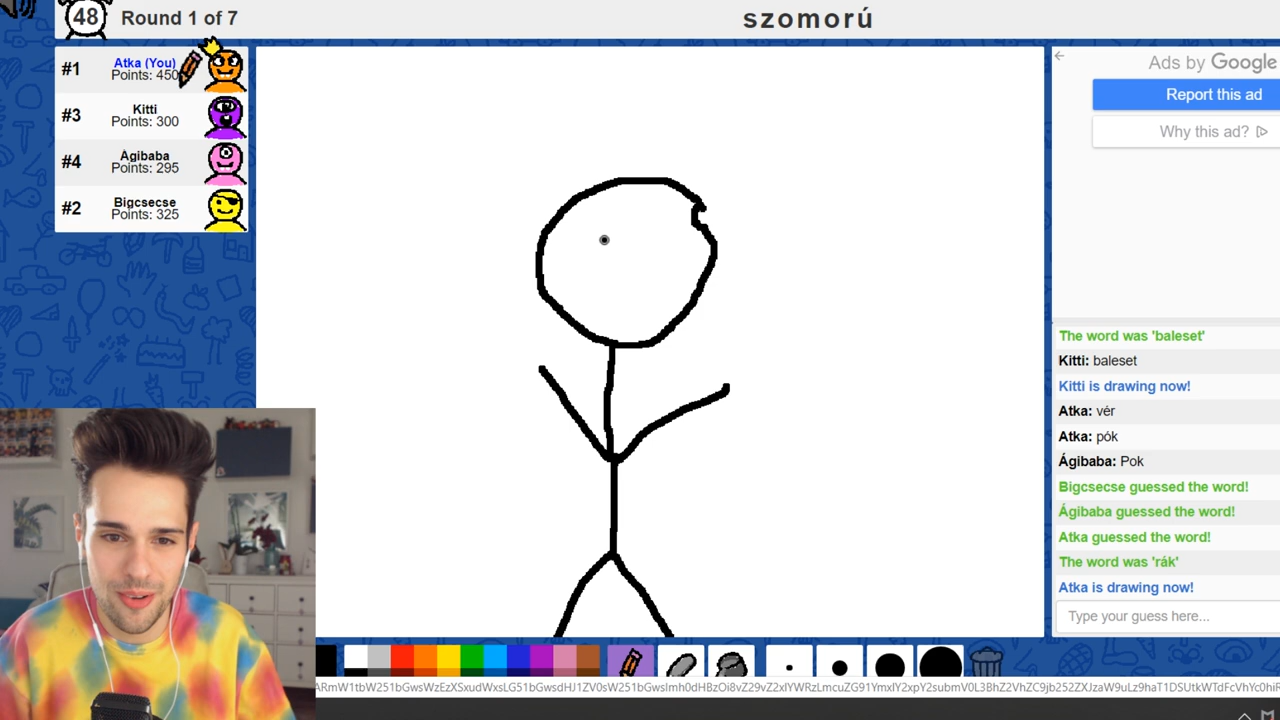 48
Round 1 of 7
szomorú
#1
Atka (You)
Points: 450
#3
Kitti
Points: 300
#4
Ágibaba
Points: 295
#2
Bigcsecse
Points: 325
Ads by Google
Report this ad
Why this ad?
The word was 'baleset'
Kitti: baleset
Kitti is drawing now!
Atka: vér
Atka: pók
Ágibaba: Pok
Bigcsecse guessed the word!
Ágibaba guessed the word!
Atka guessed the word!
The word was 'rák'
Atka is drawing now!
Type your guess here...